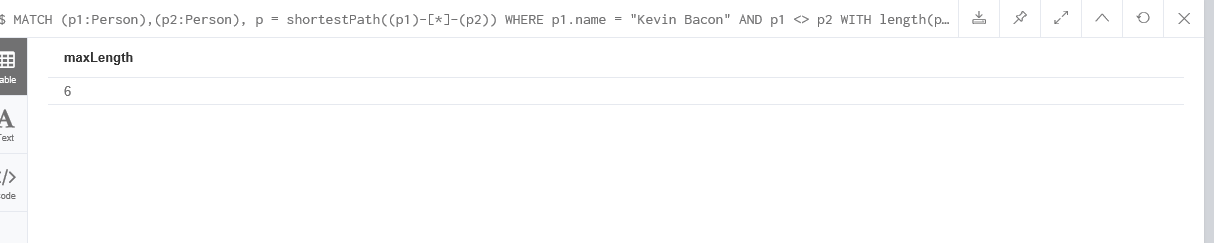 $ MATCH (p1:Person),(p2:Person), p = shortestPath((p1)-[*]-(p2)) WHERE p1.name = "Kevin Bacon" AND p1 <> p2 WITH length(p…
maxLength
able
6
A
Text
</>
ode